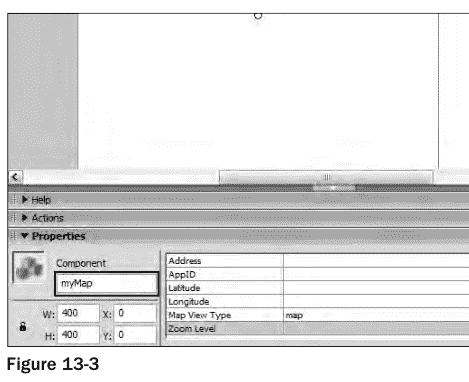 Help
Actions
Properties
Component
myMap
W: 400 X: 0
H: 400 Y: 0
Address
AppID
Latitude
Longitude
Map View Type map
Zoom Level
Figure 13-3